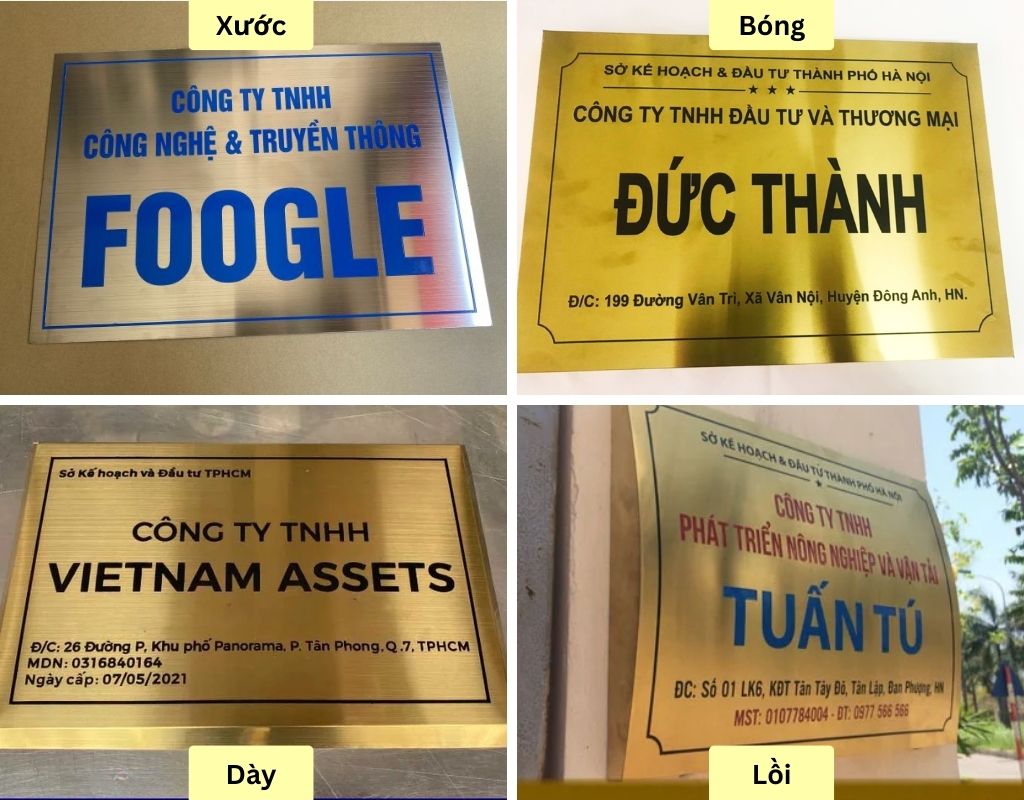 Xước
CÔNG TY TNHH
CÔNG NGHỆ & TRUYỀN THÔNG
FOOGLE
Bóng
SỞ KẾ HOẠCH & ĐẦU TƯ THÀNH PHỐ HÀ NỘI
CÔNG TY TNHH ĐẦU TƯ VÀ THƯƠNG MẠI
ĐỨC THÀNH
Đ/C: 199 Đường Vân Trì, Xã Vân Nội, Huyện Đông Anh, HN.
Sở Kế hoạch và Đầu tư TPHCM
CÔNG TY TNHH
VIETNAM ASSETS
Đ/C: 26 Đường P, Khu phố Panorama, P. Tân Phong, Q.7, TPHCM
MDN: 0316840164
Ngày cấp: 07/05/2021
Dày
SỞ KẾ HOẠCH & ĐẦU TƯ THÀNH PHỐ HÀ NỘI
CÔNG TY TNHH
PHÁT TRIỂN NÔNG NGHIỆP VÀ VẬN TẢI
TUẤN TÚ
ĐC: Số 01 LK6, KĐT Tân Tây Đô, Tân Lập, Đan Phượng, HN
MST: 0107784004 - ĐT: 0977 566 566
Lồi